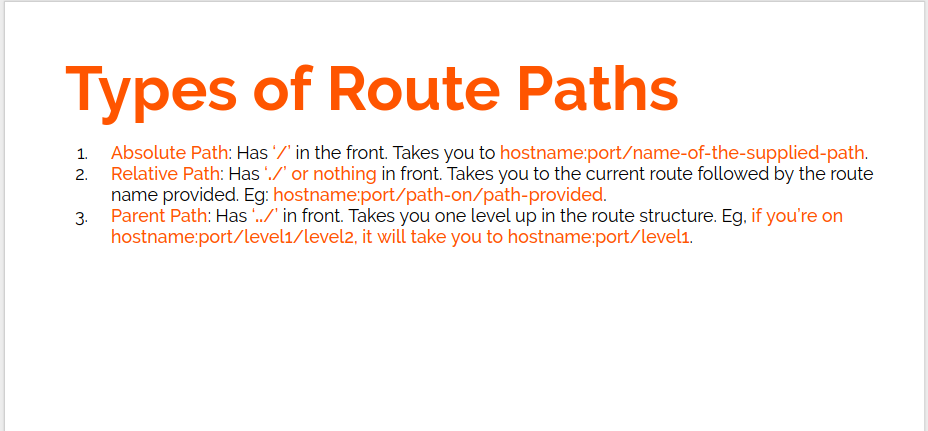 Types of Route Paths
1. Absolute Path: Has ‘/’ in the front. Takes you to hostname:port/name-of-the-supplied-path.
2. Relative Path: Has ‘./’ or nothing in front. Takes you to the current route followed by the route
name provided. Eg: hostname:port/path-on/path-provided.
3. Parent Path: Has ‘../’ in front. Takes you one level up in the route structure. Eg, if you’re on
hostname:port/level1/level2, it will take you to hostname:port/level1.